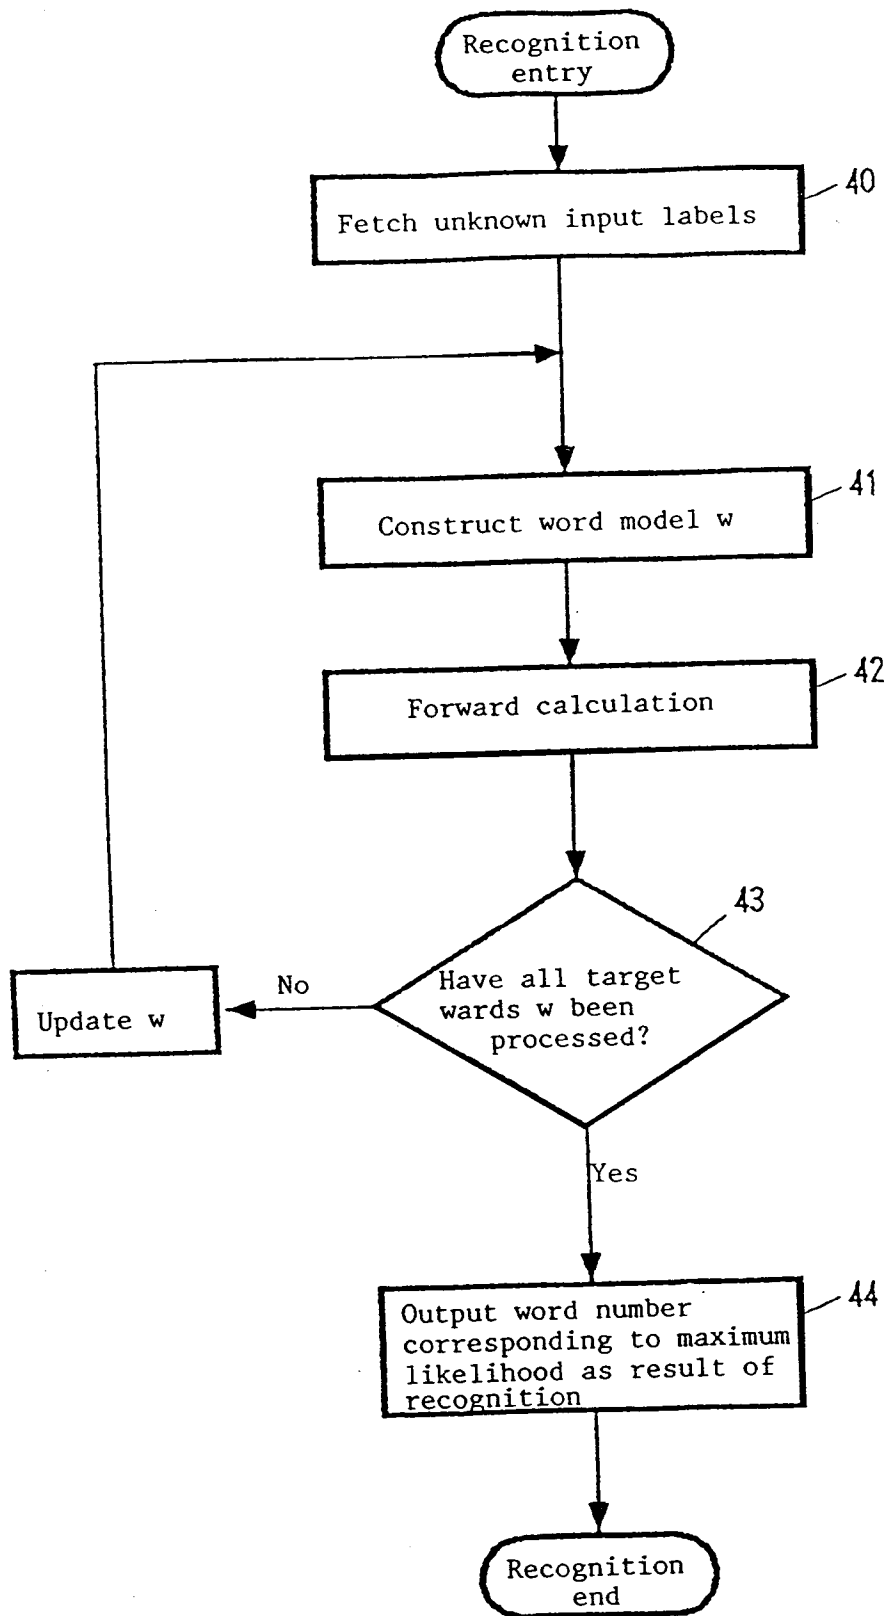 Recognition
entry
40
Fetch unknown input labels
41
Construct word model w
42
Forward calculation
43
Have all target
wards w been
processed?
No
Update w
Yes
44
Output word number
corresponding to maximum
likelihood as result of
recognition
Recognition
end